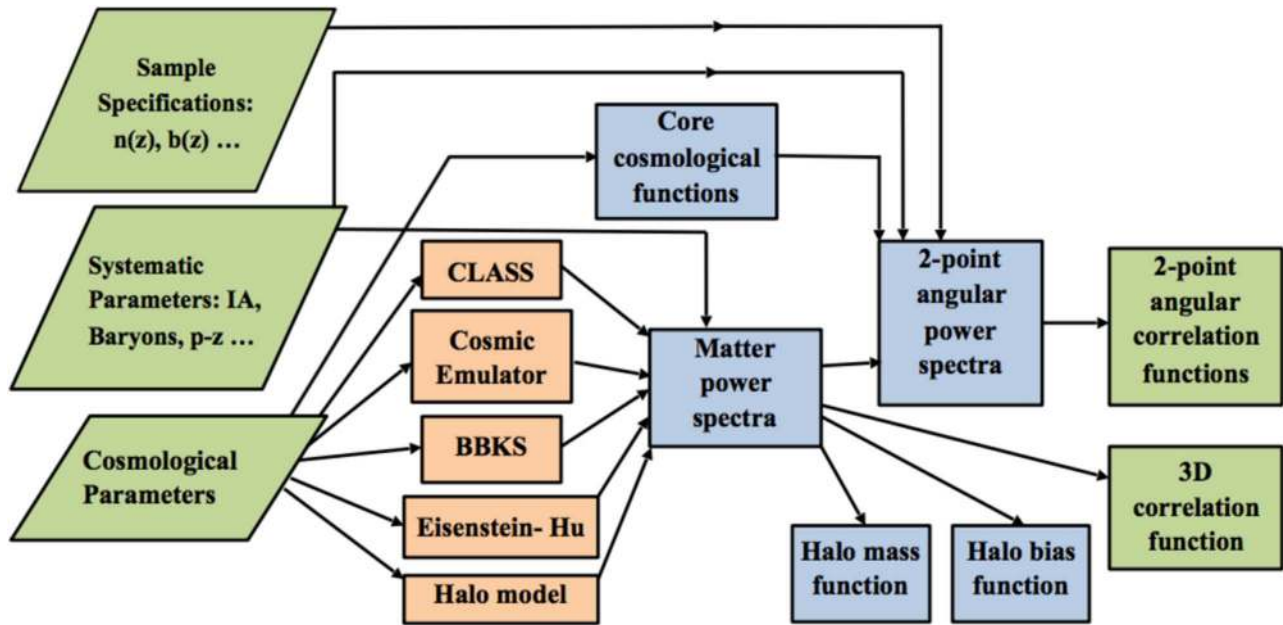 Sample
Specifications:
n(z), b(z) ...
Systematic
Parameters: IA,
Baryons, p-z ...
Cosmological
Parameters
Core
cosmological
functions
CLASS
Cosmic
Emulator
BBKS
Eisenstein- Hu
Halo model
Matter
power
spectra
2-point
angular
power
spectra
2-point
angular
correlation
functions
3D
correlation
function
Halo mass
function
Halo bias
function